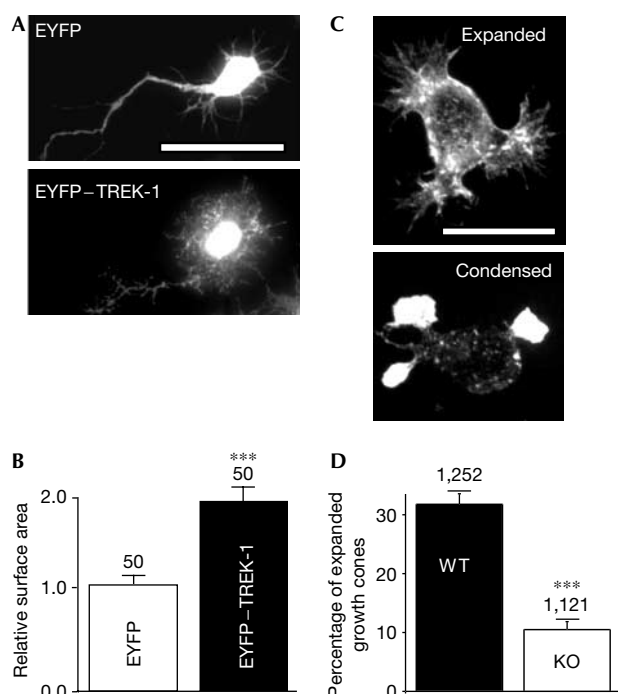 A
EYFP
EYFP–TREK-1
B
***
50
50
2.0
1.0
0.0
Relative surface area
EYFP
EYFP–TREK-1
C
Expanded
Condensed
D
1,252
***
1,121
30
20
10
0
Percentage of expanded
growth cones
WT
KO